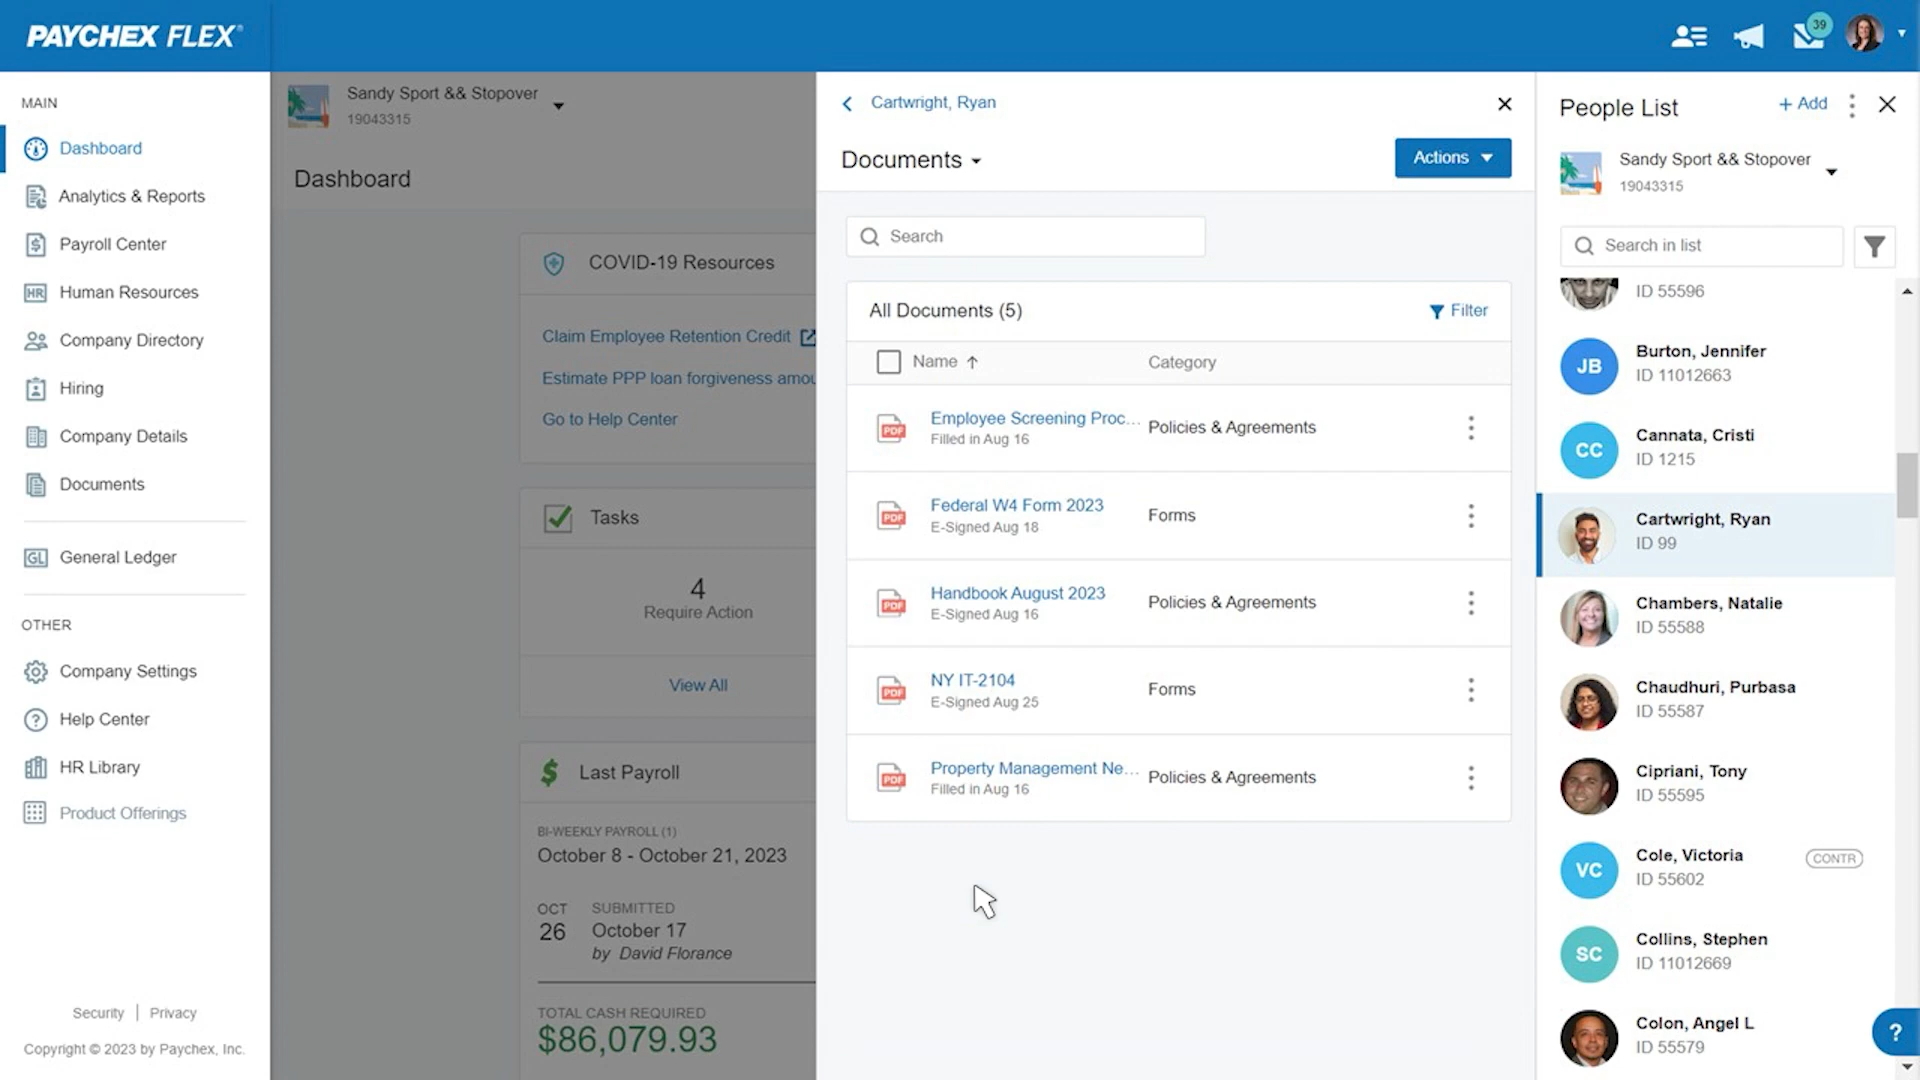 PAYCHEX FLEX®
39
MAIN
Dashboard
Analytics & Reports
Payroll Center
Human Resources
Company Directory
Hiring
Company Details
Documents
General Ledger
OTHER
Company Settings
Help Center
HR Library
Product Offerings
Security | Privacy
Copyright © 2023 by Paychex, Inc.
Sandy Sport && Stopover
19043315
Dashboard
COVID-19 Resources
Claim Employee Retention Credit
Estimate PPP loan forgiveness amou
Go to Help Center
Tasks
4
Require Action
View All
Last Payroll
BI-WEEKLY PAYROLL (1)
October 8 - October 21, 2023
OCT
26
SUBMITTED
October 17
by David Florance
TOTAL CASH REQUIRED
$86,079.93
Cartwright, Ryan
Documents
Actions
Search
All Documents (5)
Filter
Name Category
PDF
Employee Screening Proc... Policies & Agreements
Filled in Aug 16
PDF
Federal W4 Form 2023 Forms
E-Signed Aug 18
PDF
Handbook August 2023 Policies & Agreements
E-Signed Aug 16
PDF
NY IT-2104 Forms
E-Signed Aug 25
PDF
Property Management Ne... Policies & Agreements
Filled in Aug 16
People List
+ Add
Sandy Sport && Stopover
19043315
Search in list
ID 55596
JB
Burton, Jennifer
ID 11012663
CC
Cannata, Cristi
ID 1215
Cartwright, Ryan
ID 99
Chambers, Natalie
ID 55588
Chaudhuri, Purbasa
ID 55587
Cipriani, Tony
ID 55595
VC
Cole, Victoria CONTR
ID 55602
SC
Collins, Stephen
ID 11012669
Colon, Angel L
ID 55579
?